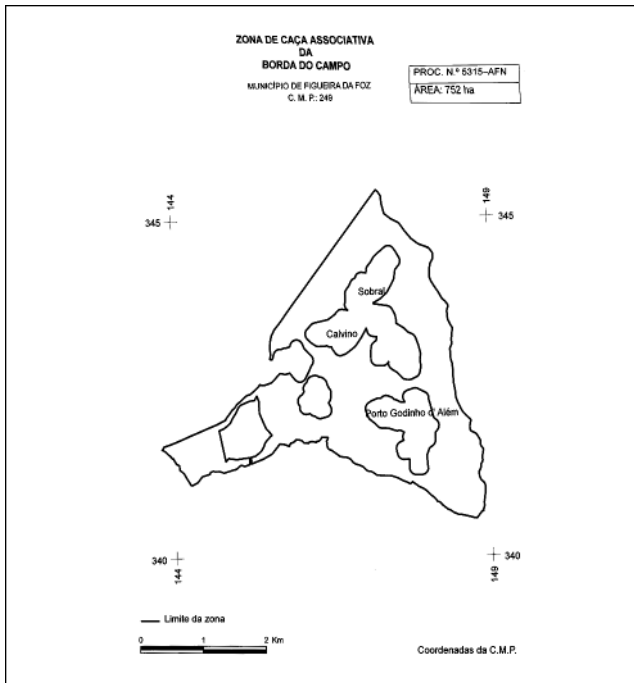 ZONA DE CAÇA ASSOCIATIVA
DA
BORDA DO CAMPO
MUNICÍPIO DE FIGUEIRA DA FOZ
C. M. P.: 249
PROC. N.º 5315-AFN
ÁREA: 752 ha
144
345
149
345
Sobral
Calvino
Porto Godinho d' Além
340
144
340
149
Limite da zona
0 1 2 Km
Coordenadas da C.M.P.